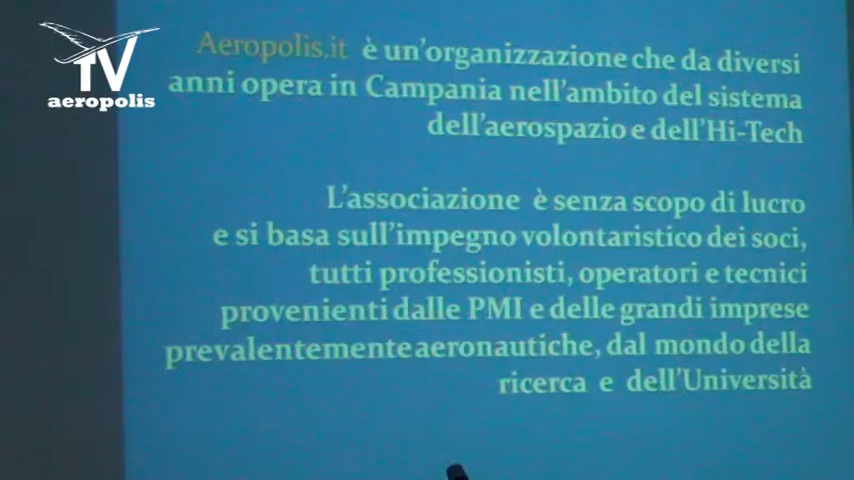 TV
aeropolis
Aeropolis.it è un'organizzazione che da diversi
anni opera in Campania nell'ambito del sistema
dell'aerospazio e dell'Hi-Tech
L'associazione è senza scopo di lucro
e si basa sull'impegno volontaristico dei soci,
tutti professionisti, operatori e tecnici
provenienti dalle PMI e delle grandi imprese
prevalentemente aeronautiche, dal mondo della
ricerca e dell'Università